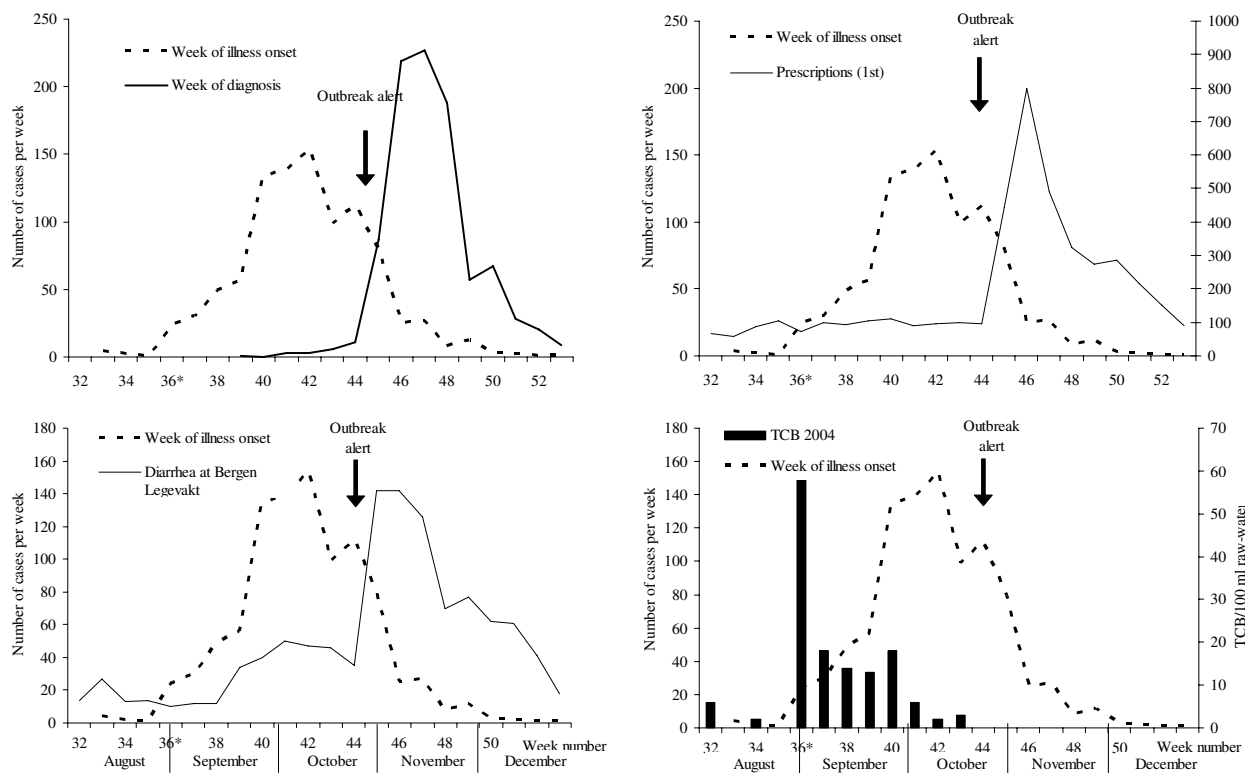 250
200
150
100
50
0
Number of cases per week
Week of illness onset
Week of diagnosis
Outbreak alert
32 34 36* 38 40 42 44 46 48 50 52
250
200
150
100
50
0
Number of cases per week
Week of illness onset
Prescriptions (1st)
Outbreak
alert
1000
900
800
700
600
500
400
300
200
100
0
32 34 36* 38 40 42 44 46 48 50 52
180
160
140
120
100
80
60
40
20
0
Number of cases per week
Week of illness onset
Diarrhea at Bergen
Legevakt
Outbreak
alert
32 34 36* 38 40 42 44 46 48 50 Week number
August September October November December
180
160
140
120
100
80
60
40
20
0
Number of cases per week
TCB 2004
Week of illness onset
Outbreak
alert
70
60
50
40
30
20
10
0
TCB/100 ml raw-water
32 34 36* 38 40 42 44 46 48 50 Week number
August September October November December